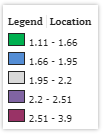 Legend Location
1.11 - 1.66
1.66 - 1.95
1.95 - 2.2
2.2 - 2.51
2.51 - 3.9